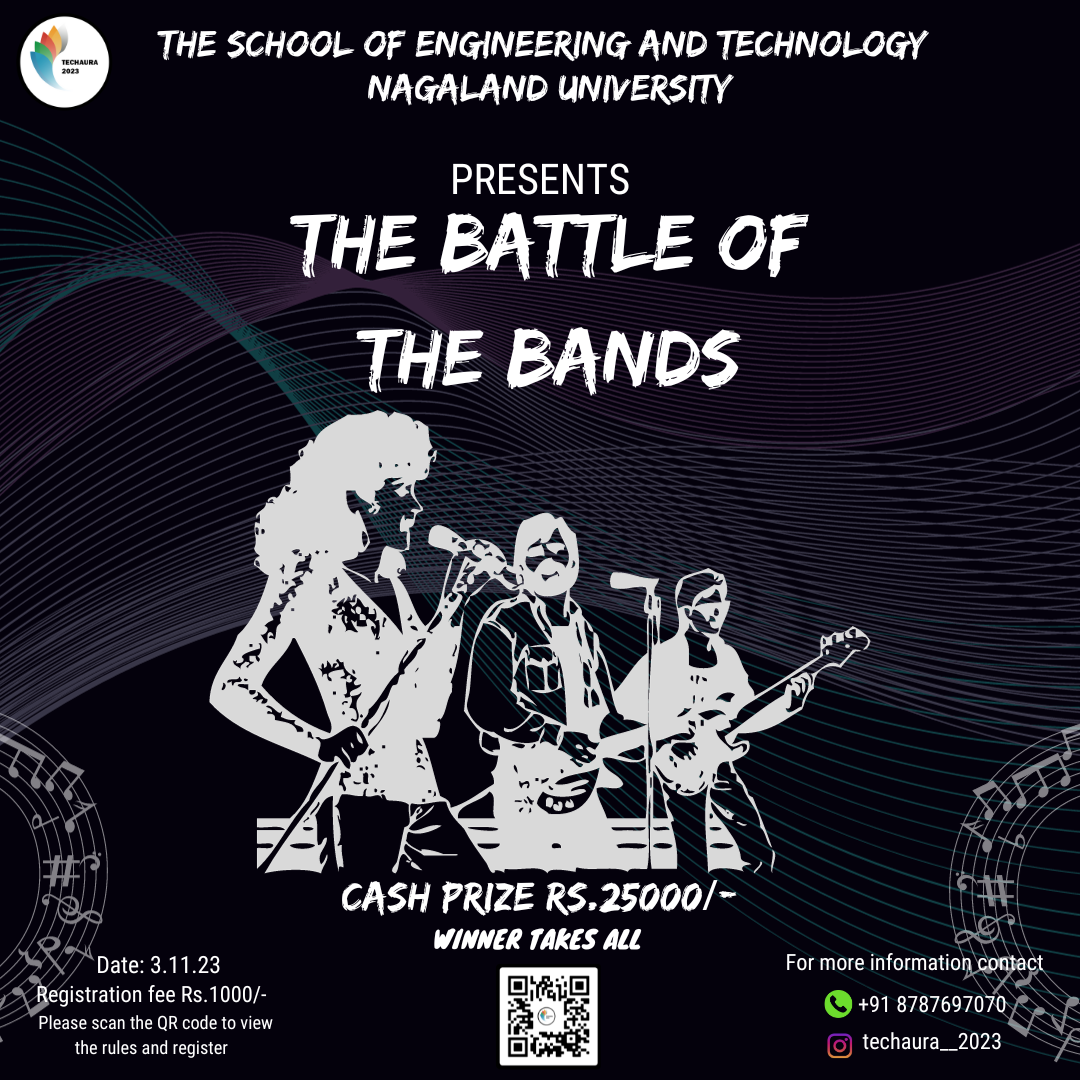 TECHAURA
2023
THE SCHOOL OF ENGINEERING AND TECHNOLOGY
NAGALAND UNIVERSITY
PRESENTS
THE BATTLE OF
THE BANDS
CASH PRIZE RS.25000/-
WINNER TAKES ALL
Date: 3.11.23
Registration fee Rs.1000/-
Please scan the QR code to view
the rules and register
For more information contact
+91 8787697070
techaura__2023